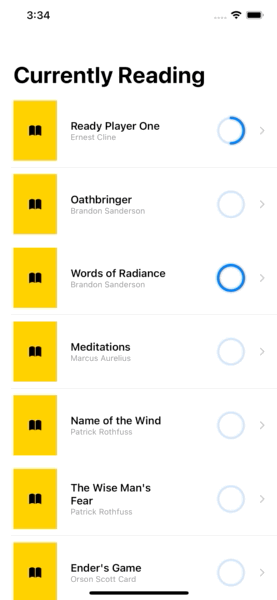 3:34
Currently Reading
Ready Player One
Ernest Cline
Oathbringer
Brandon Sanderson
Words of Radiance
Brandon Sanderson
Meditations
Marcus Aurelius
Name of the Wind
Patrick Rothfuss
The Wise Man's
Fear
Patrick Rothfuss
Ender's Game
Orson Scott Card